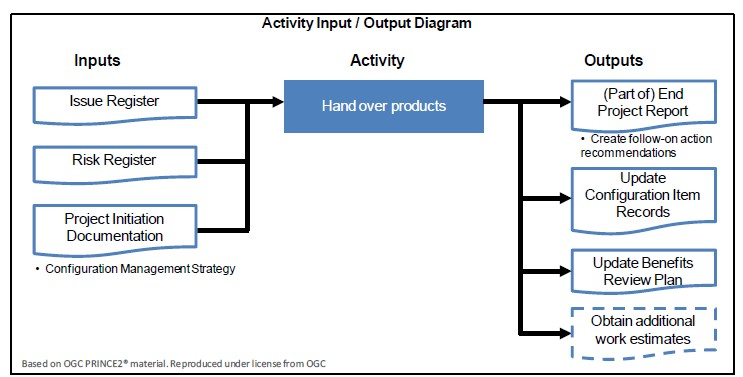 Activity Input / Output Diagram
Inputs
Activity
Outputs
Issue Register
Risk Register
Project Initiation
Documentation
• Configuration Management Strategy
Hand over products
(Part of) End
Project Report
• Create follow-on action
recommendations
Update
Configuration Item
Records
Update Benefits
Review Plan
Obtain additional
work estimates
Based on OGC PRINCE2® material. Reproduced under license from OGC